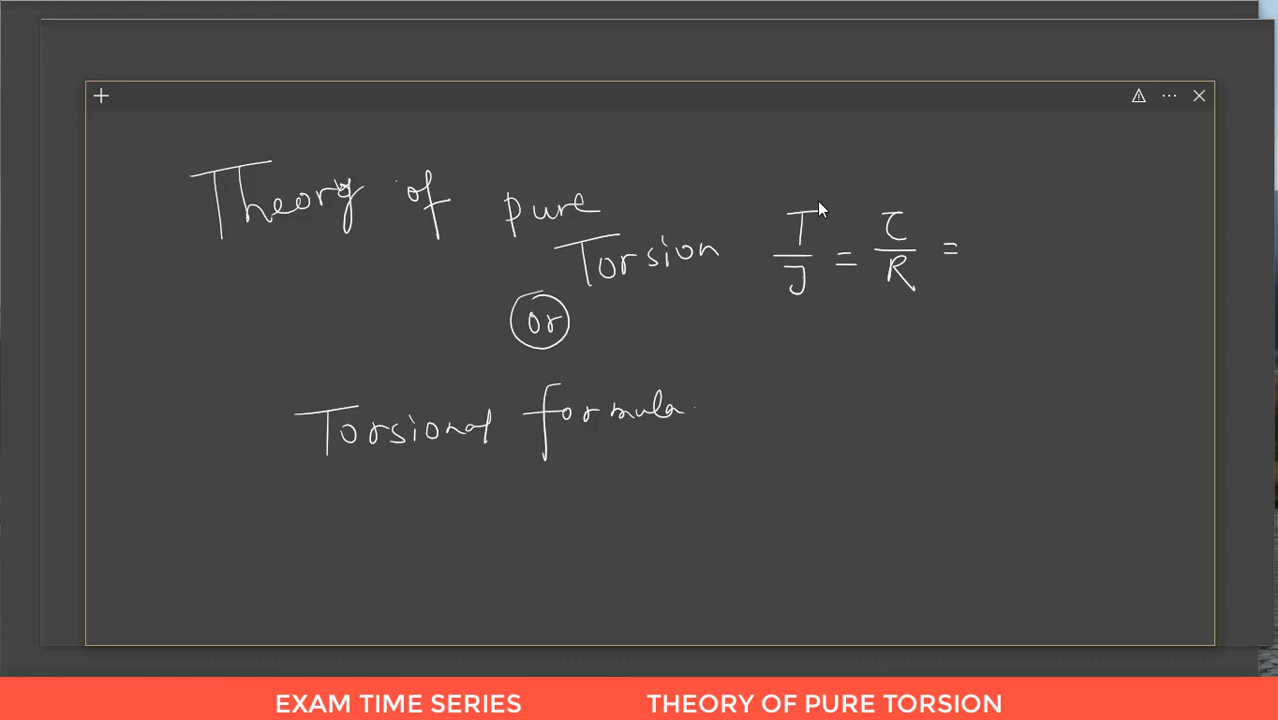 Theory of pure
Torsion T/J = τ/R =
or
Torsional formula
EXAM TIME SERIES THEORY OF PURE TORSION